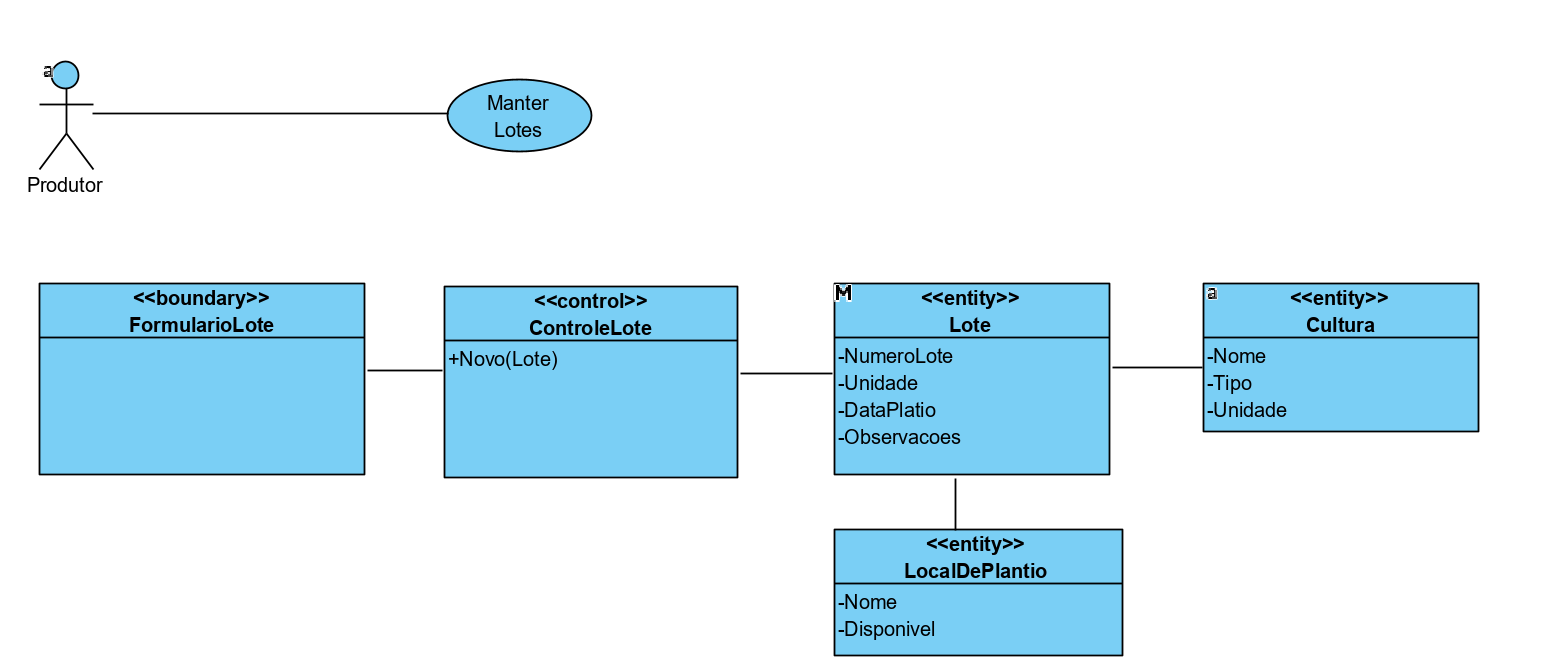 a
Manter
Lotes
Produtor
<<boundary>>
FormularioLote
<<control>>
ControleLote
+Novo(Lote)
M
<<entity>>
Lote
-NumeroLote
-Unidade
-DataPlatio
-Observacoes
a
<<entity>>
Cultura
-Nome
-Tipo
-Unidade
<<entity>>
LocalDePlantio
-Nome
-Disponivel